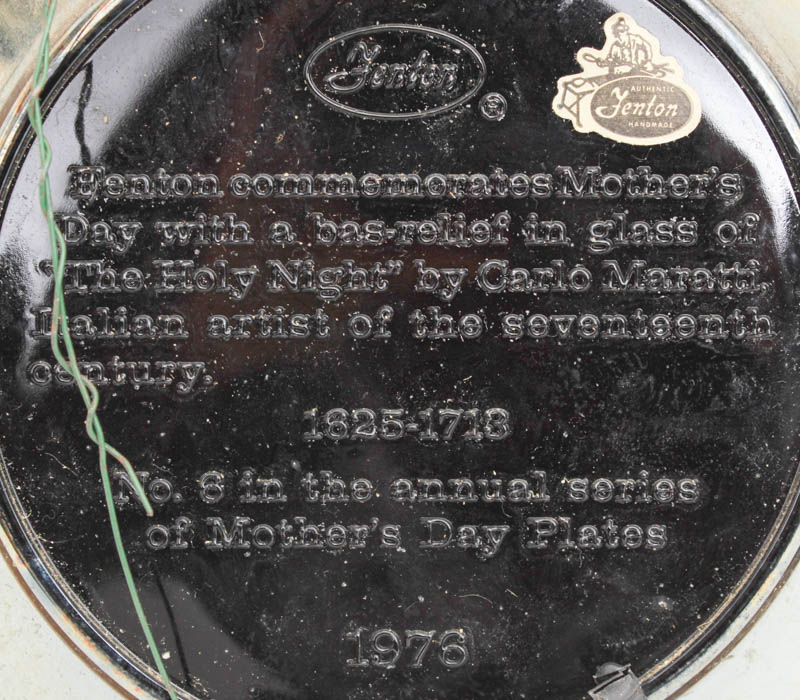 Fenton
®
AUTHENTIC
Fenton
HANDMADE
Fenton commemorates Mother's
Day with a bas-relief in glass of
"The Holy Night" by Carlo Maratti,
Italian artist of the seventeenth
century.
1625-1713
No. 6 in the annual series
of Mother's Day Plates
1976